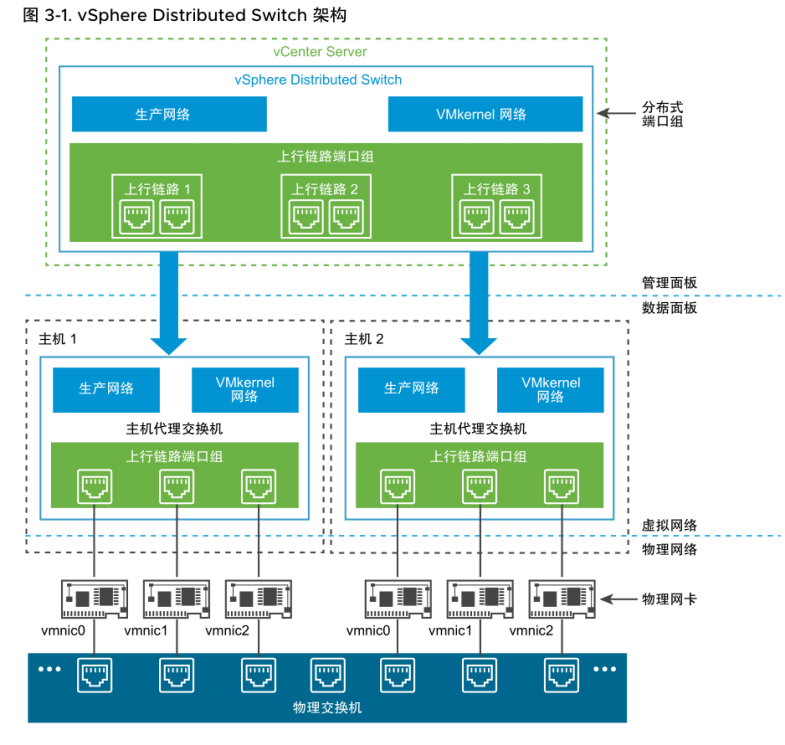 图 3-1. vSphere Distributed Switch 架构
vCenter Server
vSphere Distributed Switch
生产网络
VMkernel 网络
分布式
端口组
上行链路端口组
上行链路 1
上行链路 2
上行链路 3
管理面板
数据面板
主机 1
主机 2
生产网络
VMkernel
网络
生产网络
VMkernel
网络
主机代理交换机
主机代理交换机
上行链路端口组
上行链路端口组
虚拟网络
物理网络
物理网卡
vmnic0
vmnic1
vmnic2
vmnic0
vmnic1
vmnic2
物理交换机